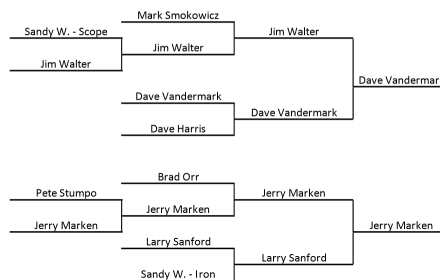 Mark Smokowicz
Sandy W. - Scope
Jim Walter
Jim Walter
Jim Walter
Dave Vandermar
Dave Vandermark
Dave Vandermark
Dave Harris
Brad Orr
Pete Stumpo
Jerry Marken
Jerry Marken
Jerry Marken
Jerry Marken
Larry Sanford
Larry Sanford
Sandy W. - Iron